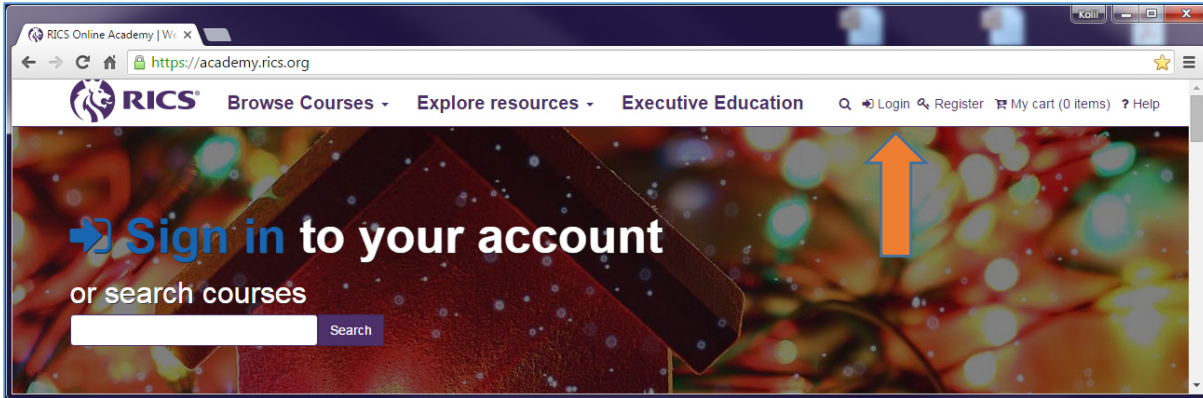 Kolli
RICS Online Academy | We
https://academy.rics.org
RICS® Browse Courses Explore resources Executive Education Login Register My cart (0 items) ? Help
Sign in to your account
or search courses
Search